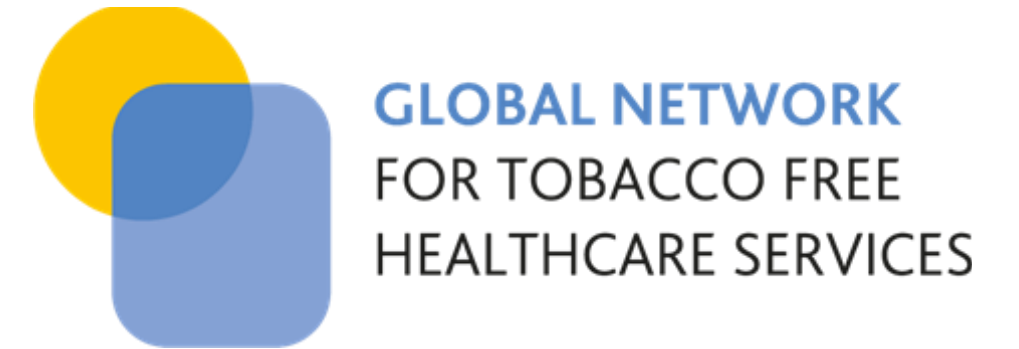 GLOBAL NETWORK
FOR TOBACCO FREE
HEALTHCARE SERVICES